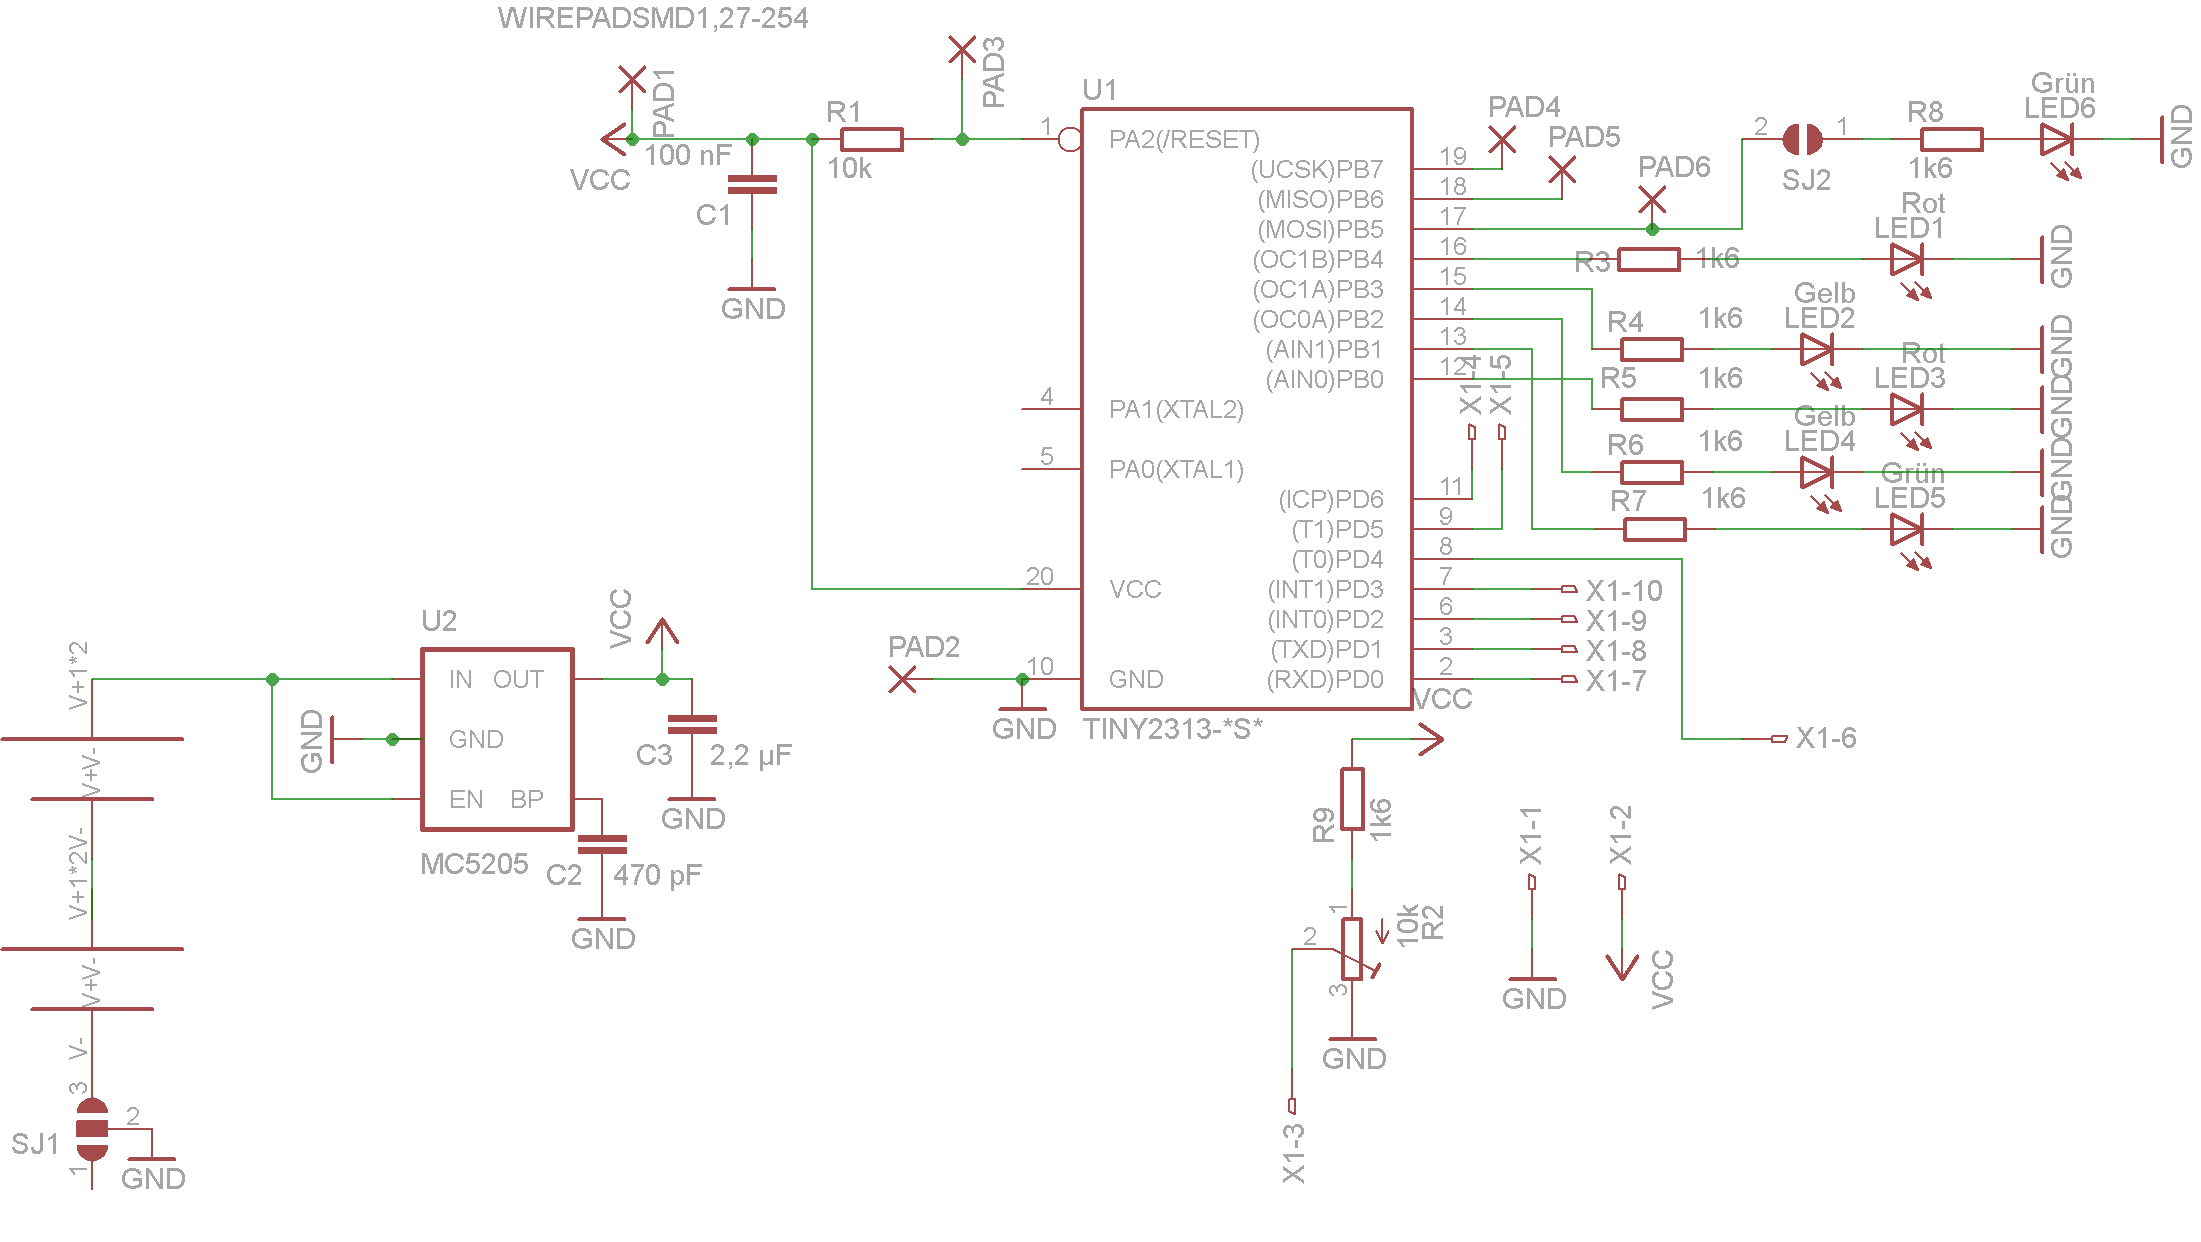 WIREPADSMD1,27-254
PAD1
VCC
100 nF
C1
GND
R1
10k
PAD3
U1
1
PA2(/RESET)
4
PA1(XTAL2)
5
PA0(XTAL1)
20
VCC
PAD2
10
GND
GND
TINY2313-*S*
(UCSK)PB7
19
(MISO)PB6
18
(MOSI)PB5
17
(OC1B)PB4
16
(OC1A)PB3
15
(OC0A)PB2
14
(AIN1)PB1
13
(AIN0)PB0
12
(ICP)PD6
11
(T1)PD5
9
(T0)PD4
8
(INT1)PD3
7
(INT0)PD2
6
(TXD)PD1
3
(RXD)PD0
2
PAD4
PAD5
PAD6
2
1
SJ2
R8
1k6
Grün
LED6
GND
R3
1k6
Rot
LED1
GND
R4
1k6
Gelb
LED2
GND
R5
1k6
Rot
LED3
GND
R6
1k6
Gelb
LED4
GND
R7
1k6
Grün
LED5
GND
X1-4
X1-5
X1-10
X1-9
X1-8
X1-7
X1-6
V+1*2
V+V-
V+1*2V-
V+V-
V-
3
2
1
SJ1
GND
U2
IN
OUT
GND
EN
BP
MC5205
GND
VCC
C3
2,2 µF
GND
C2
470 pF
GND
VCC
R9
1k6
1
2
3
10k
R2
GND
X1-3
X1-1
GND
X1-2
VCC